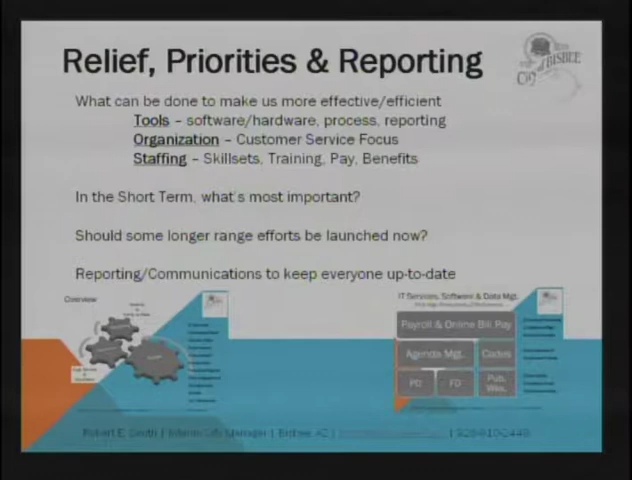 Relief, Priorities & Reporting
City of BISBEE
What can be done to make us more effective/efficient
Tools – software/hardware, process, reporting
Organization – Customer Service Focus
Staffing – Skillsets, Training, Pay, Benefits
In the Short Term, what's most important?
Should some longer range efforts be launched now?
Reporting/Communications to keep everyone up-to-date
Overview
IT Services, Software & Data Mgt.
Payroll & Online Bill Pay
Agenda Mgt.
Codes
PD
FD
Pub. Wks.
Robert E. Smith | Interim City Manager | Bisbee, AZ |